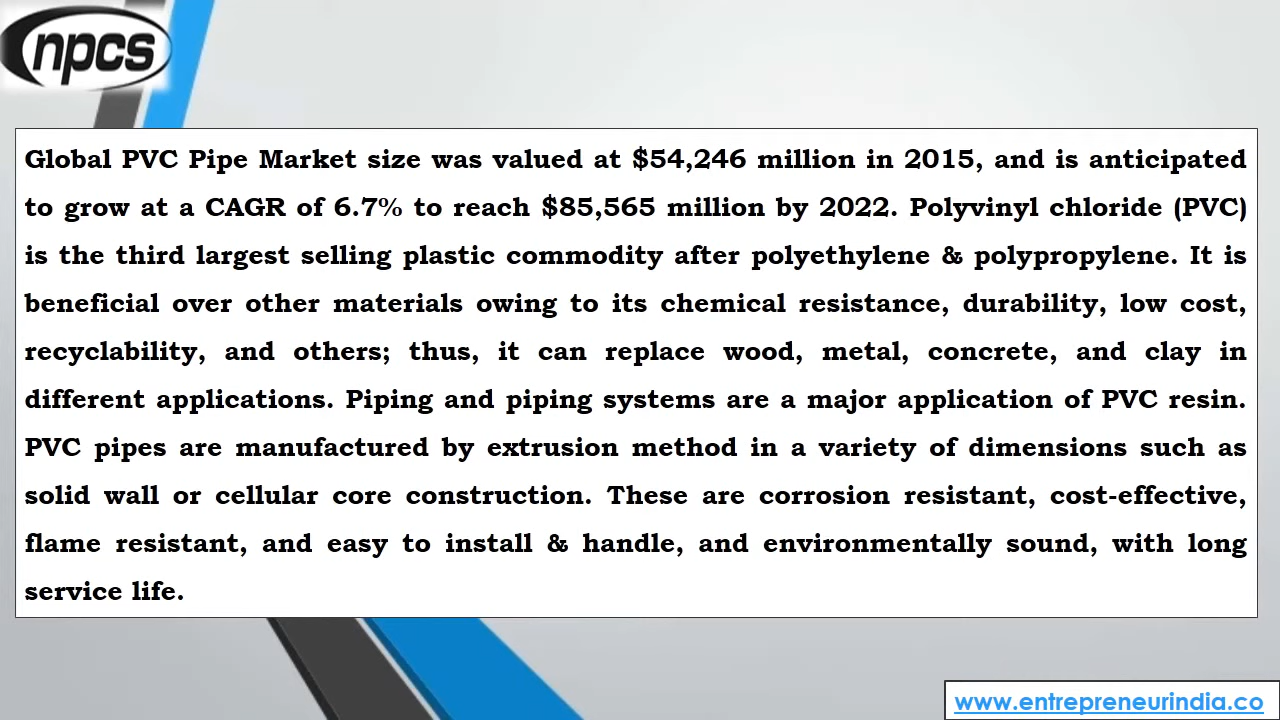 npcs
Global PVC Pipe Market size was valued at $54,246 million in 2015, and is anticipated
to grow at a CAGR of 6.7% to reach $85,565 million by 2022. Polyvinyl chloride (PVC)
is the third largest selling plastic commodity after polyethylene & polypropylene. It is
beneficial over other materials owing to its chemical resistance, durability, low cost,
recyclability, and others; thus, it can replace wood, metal, concrete, and clay in
different applications. Piping and piping systems are a major application of PVC resin.
PVC pipes are manufactured by extrusion method in a variety of dimensions such as
solid wall or cellular core construction. These are corrosion resistant, cost-effective,
flame resistant, and easy to install & handle, and environmentally sound, with long
service life.
www.entrepreneurindia.co